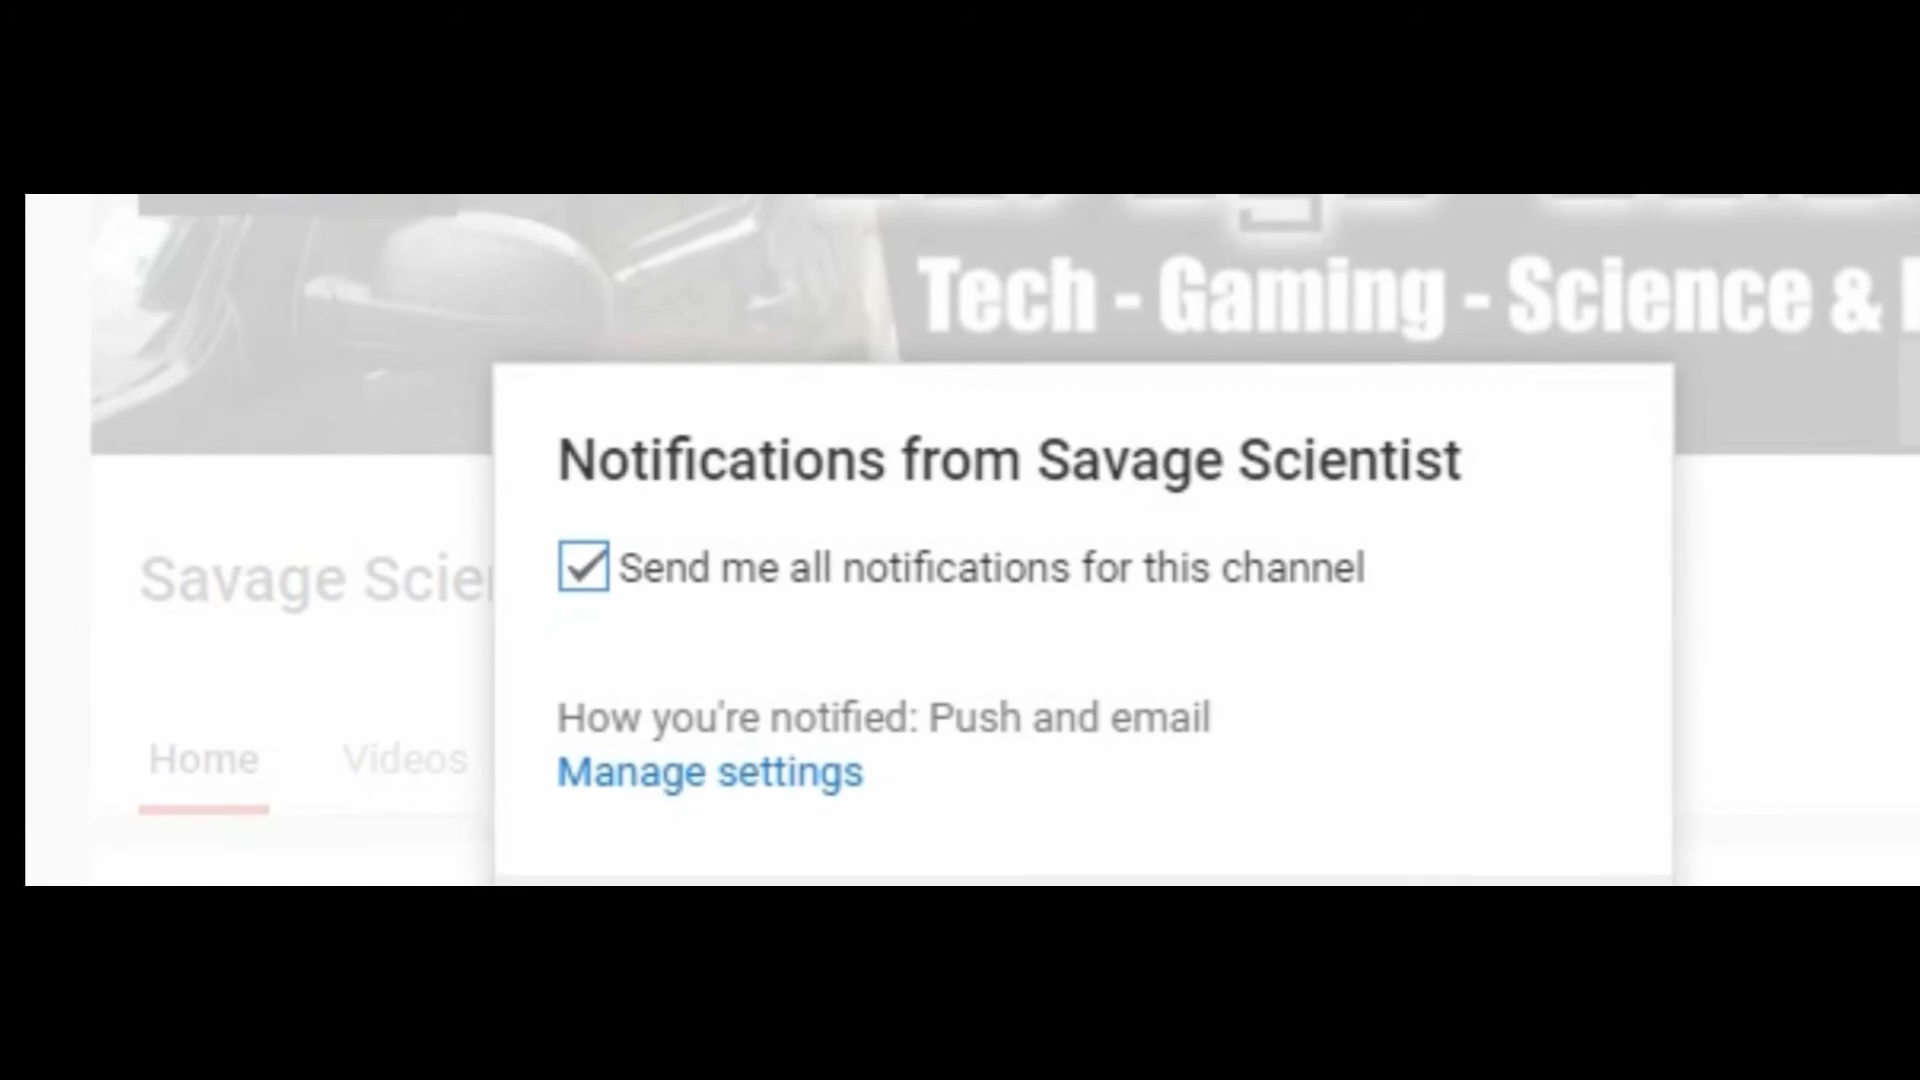 Tech - Gaming - Science &
Notifications from Savage Scientist
Send me all notifications for this channel
Savage
How you're notified: Push and email
Manage settings
Home
Videos